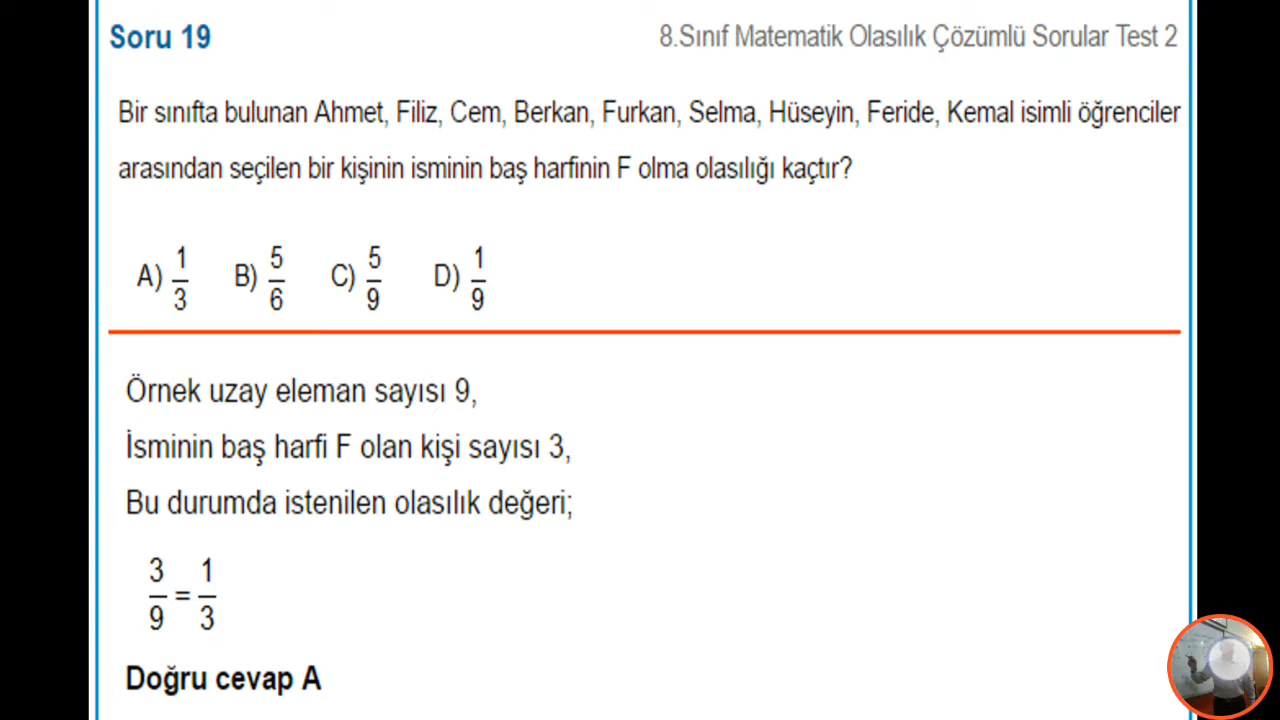 Soru 19
8.Sınıf Matematik Olasılık Çözümlü Sorular Test 2
Bir sınıfta bulunan Ahmet, Filiz, Cem, Berkan, Furkan, Selma, Hüseyin, Feride, Kemal isimli öğrenciler
arasından seçilen bir kişinin isminin baş harfinin F olma olasılığı kaçtır?
A) 1/3 B) 5/6 C) 5/9 D) 1/9
Örnek uzay eleman sayısı 9,
İsminin baş harfi F olan kişi sayısı 3,
Bu durumda istenilen olasılık değeri;
3/9 = 1/3
Doğru cevap A